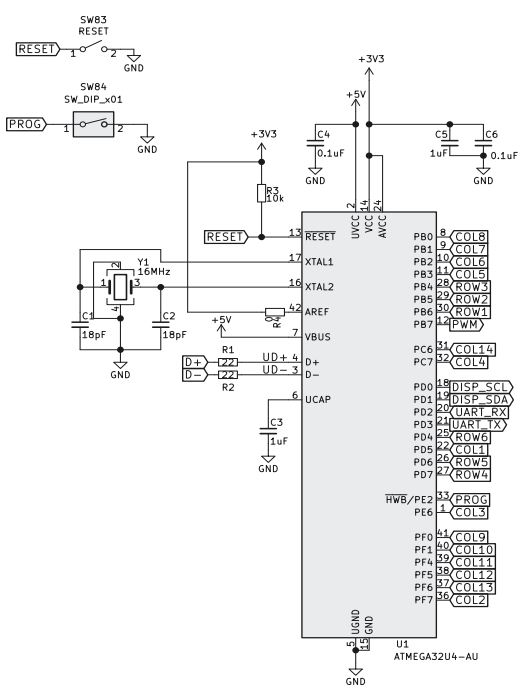 SW83
RESET
RESET
1
2
GND
SW84
SW_DIP_x01
PROG
1
2
GND
+3V3
+5V
C4
0.1uF
GND
C5
1uF
C6
0.1uF
GND
+3V3
R3
10k
2
14
24
UVCC
VCC
AVCC
RESET
13
RESET
17
XTAL1
Y1
16MHz
1
2
3
4
16
XTAL2
C1
18pF
C2
18pF
GND
42
AREF
R4
0
+5V
7
VBUS
D+
R1
22
UD+
4
D+
D-
22
R2
UD-
3
D-
6
UCAP
C3
1uF
GND
PB0
8
COL8
PB1
9
COL7
PB2
10
COL6
PB3
11
COL5
PB4
28
ROW3
PB5
29
ROW2
PB6
30
ROW1
PB7
12
PWM
PC6
31
COL14
PC7
32
COL4
PD0
18
DISP_SCL
PD1
19
DISP_SDA
PD2
20
UART_RX
PD3
21
UART_TX
PD4
25
ROW6
PD5
22
COL1
PD6
26
ROW5
PD7
27
ROW4
HWB/PE2
33
PROG
PE6
1
COL3
PF0
41
COL9
PF1
40
COL10
PF4
39
COL11
PF5
38
COL12
PF6
37
COL13
PF7
36
COL2
UGND
GND
5
15
U1
ATMEGA32U4-AU
GND